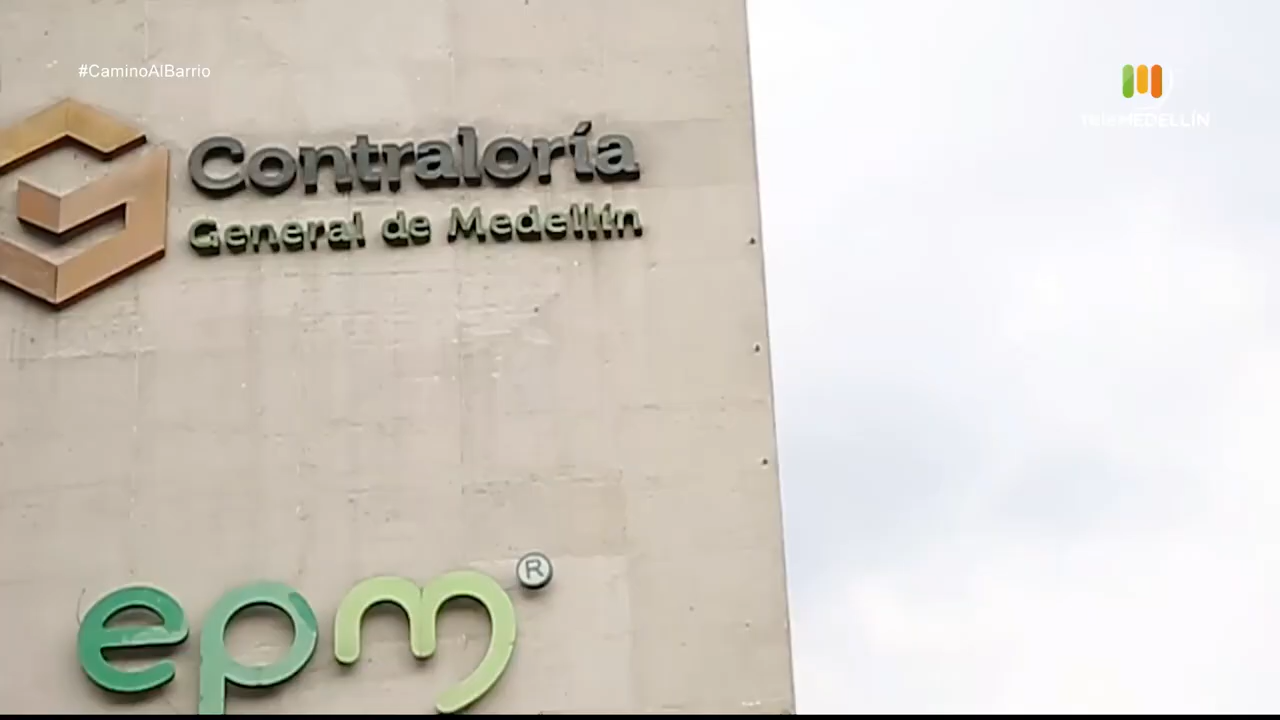 #CaminoAlBarrio
teleMEDELLÍN
Contraloría
General de Medellín
epm®